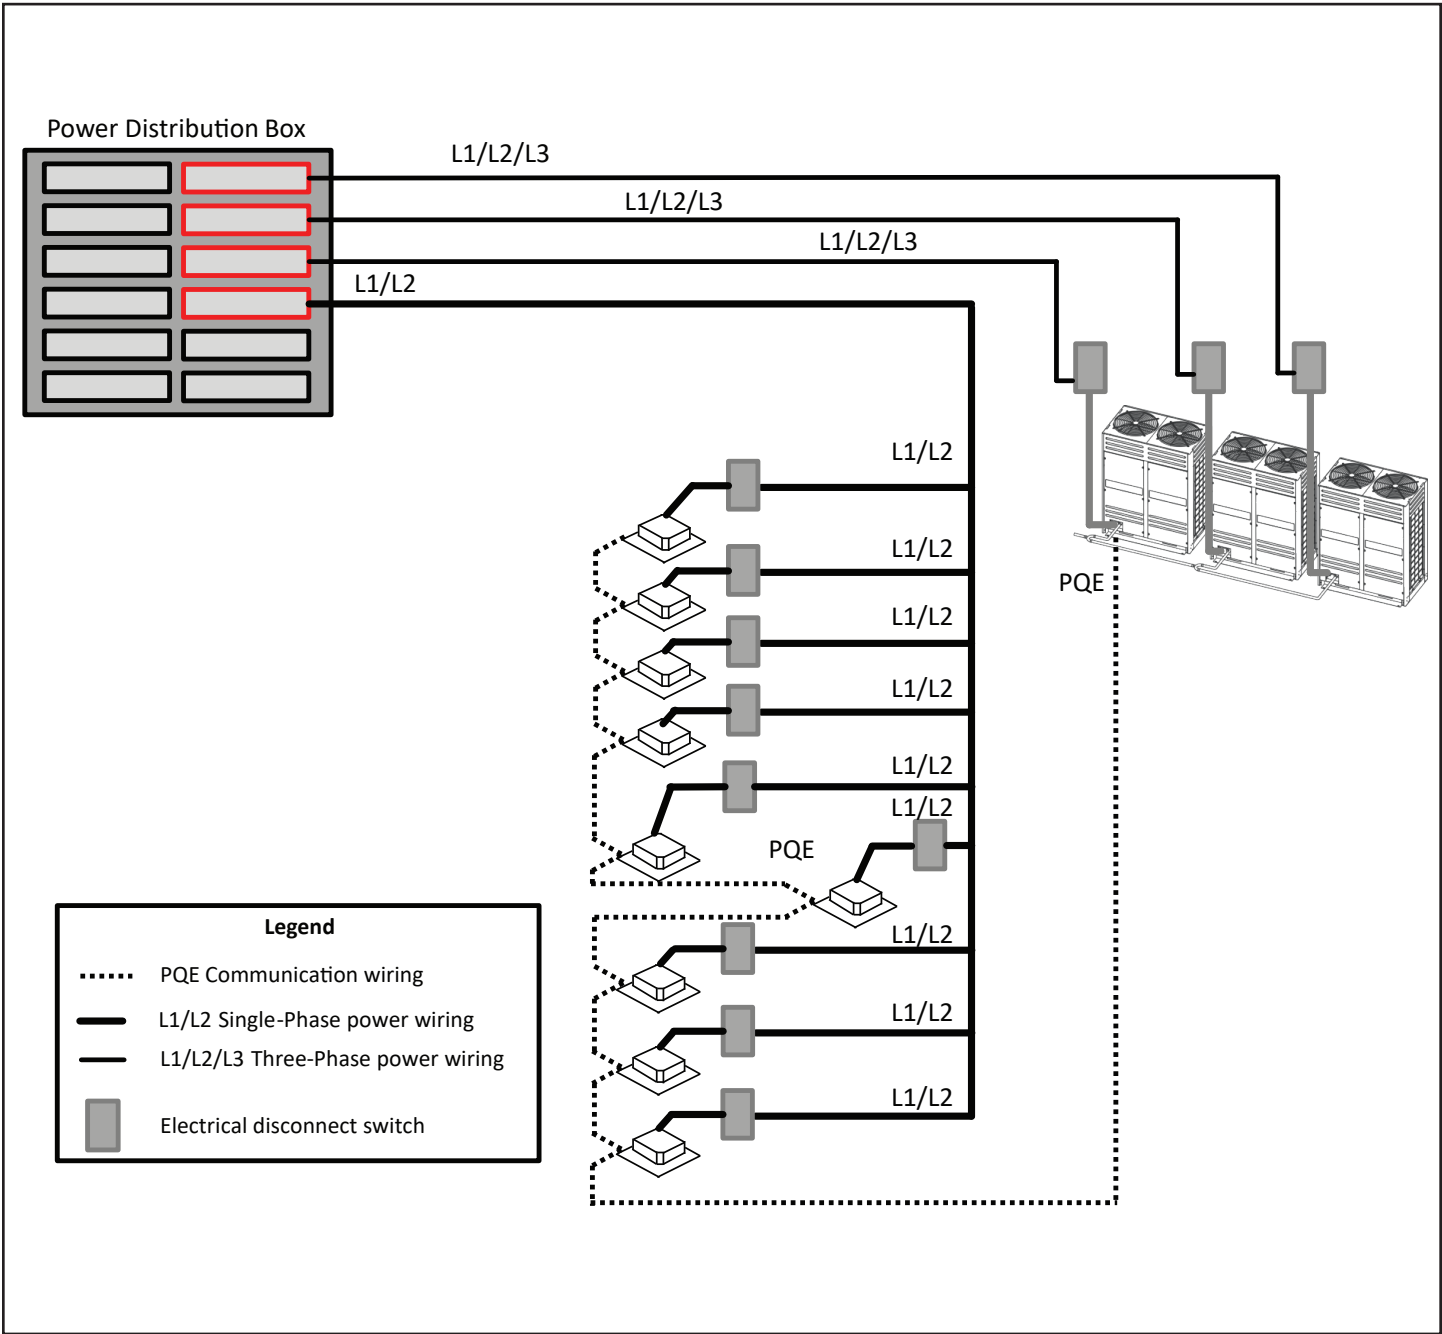 Power Distribution Box
L1/L2/L3
L1/L2/L3
L1/L2/L3
L1/L2
L1/L2
L1/L2
PQE
L1/L2
L1/L2
L1/L2
L1/L2
PQE
L1/L2
L1/L2
L1/L2
Legend
PQE Communication wiring
L1/L2 Single-Phase power wiring
L1/L2/L3 Three-Phase power wiring
Electrical disconnect switch